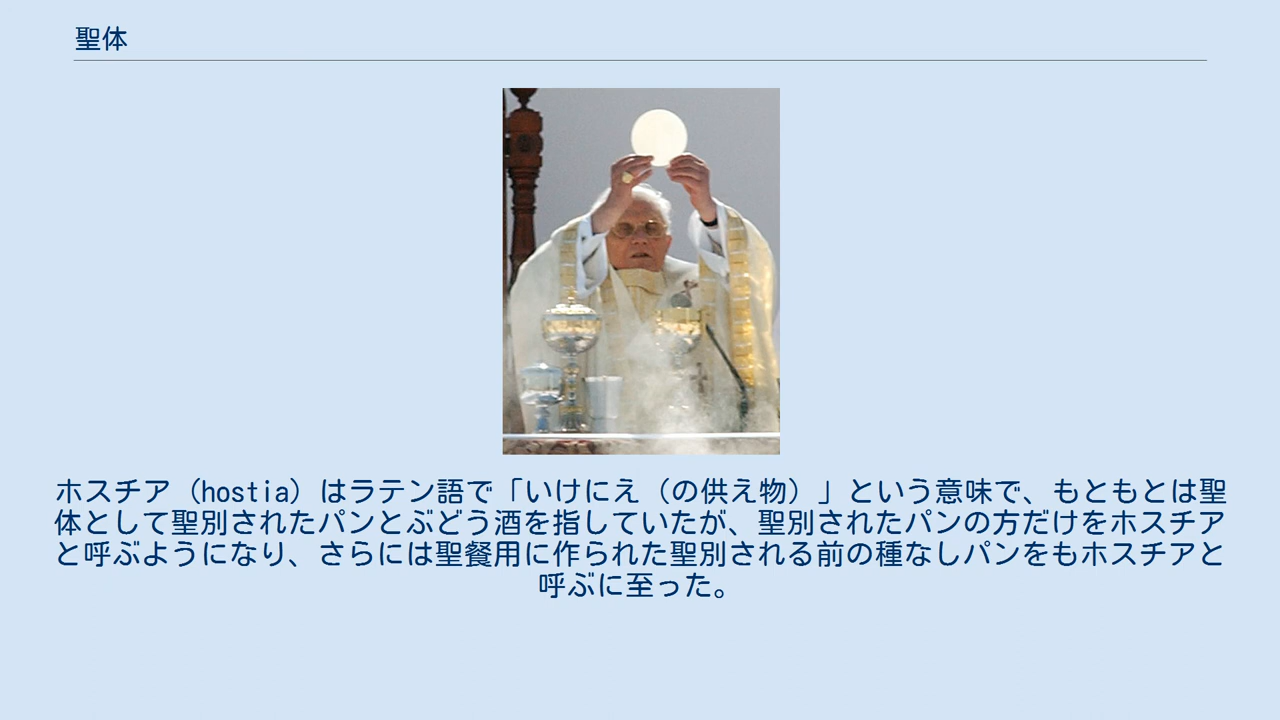 聖体
ホスチア（hostia）はラテン語で「いけにえ（の供え物）」という意味で、もともとは聖
体として聖別されたパンとぶどう酒を指していたが、聖別されたパンの方だけをホスチア
と呼ぶようになり、さらには聖餐用に作られた聖別される前の種なしパンをもホスチアと
呼ぶに至った。